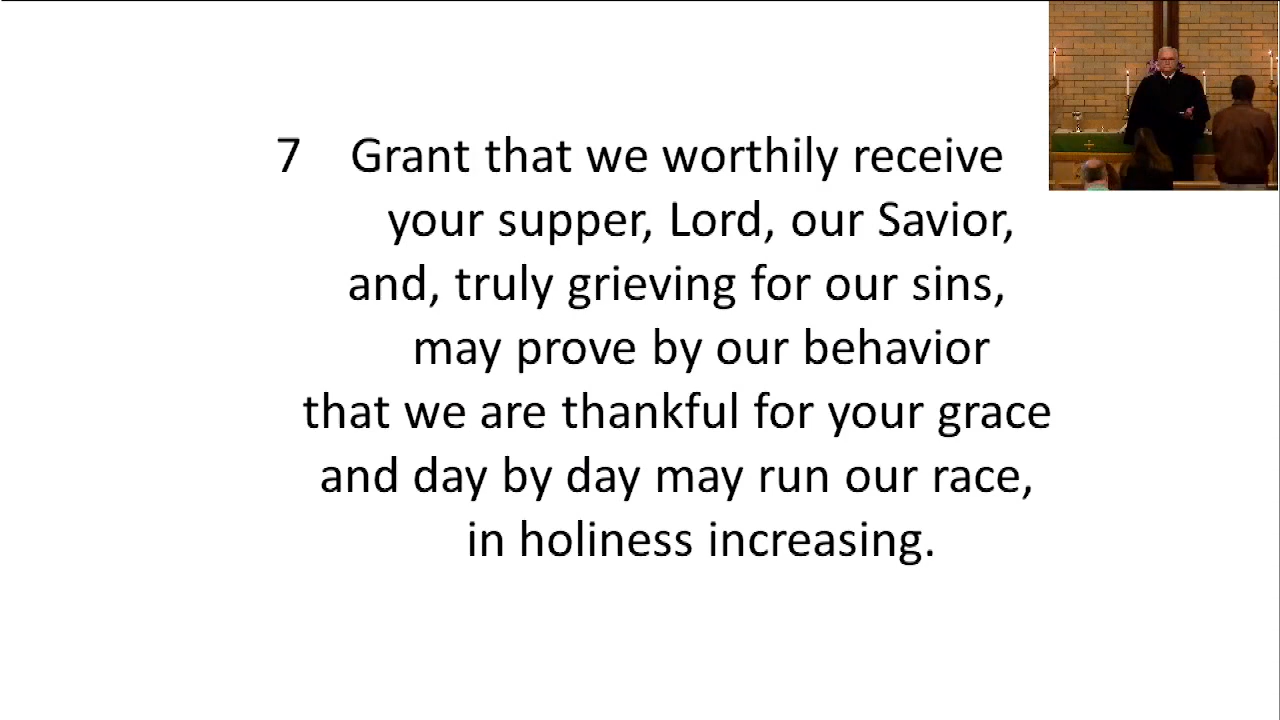 7 Grant that we worthily receive
your supper, Lord, our Savior,
and, truly grieving for our sins,
may prove by our behavior
that we are thankful for your grace
and day by day may run our race,
in holiness increasing.